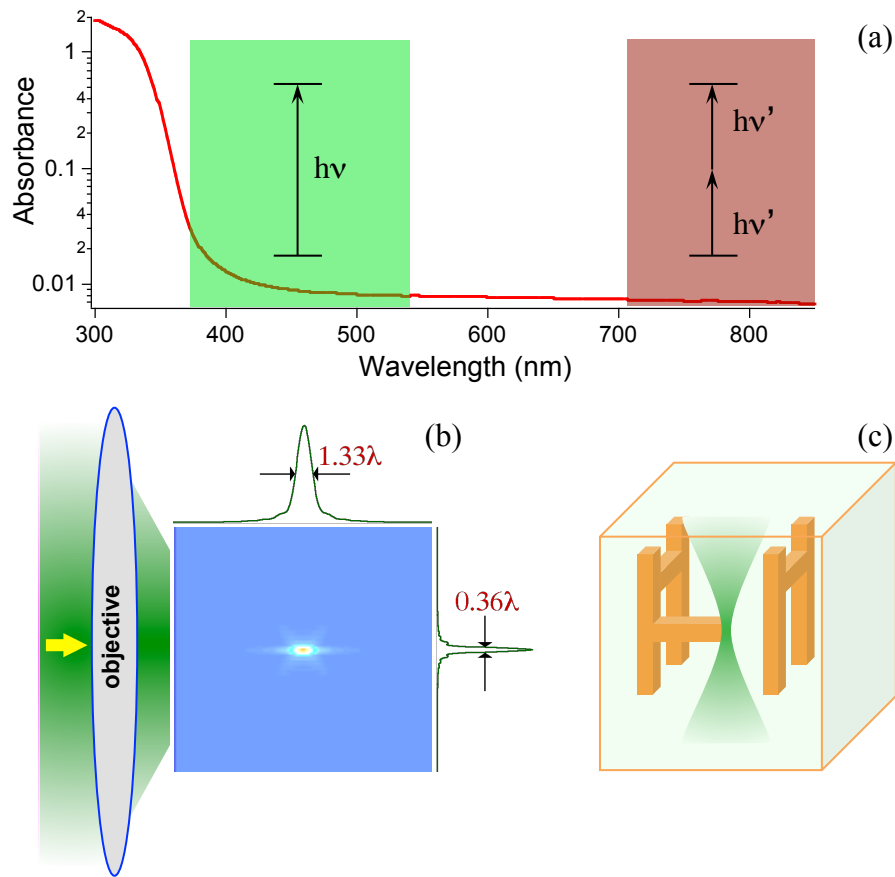 (a)
Absorbance
2
1
4
2
0.1
4
2
0.01
hν
hν’
hν’
300
400
500
600
700
800
Wavelength (nm)
(b)
1.33λ
0.36λ
objective
(c)